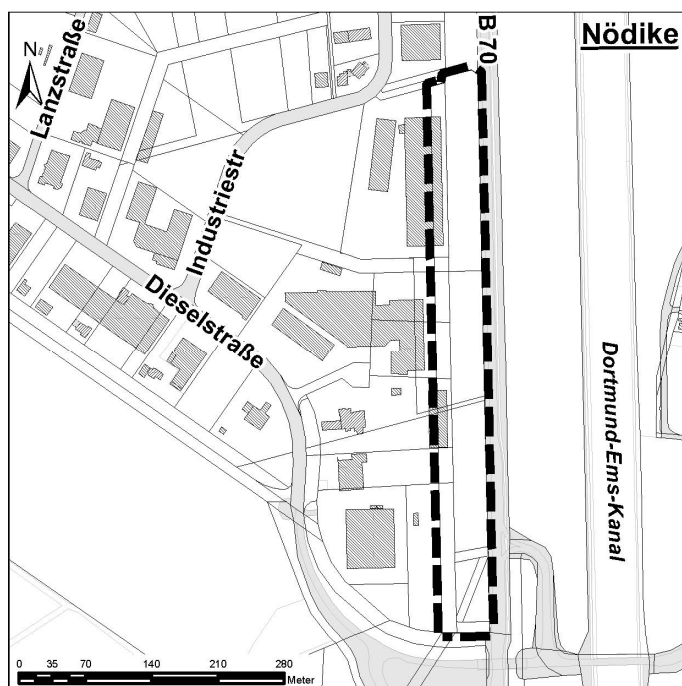 Nödike
B 70
N
Lanzstraße
Industriestr
Dieselstraße
Dortmund-Ems-Kanal
0 35 70 140 210 280
Meter